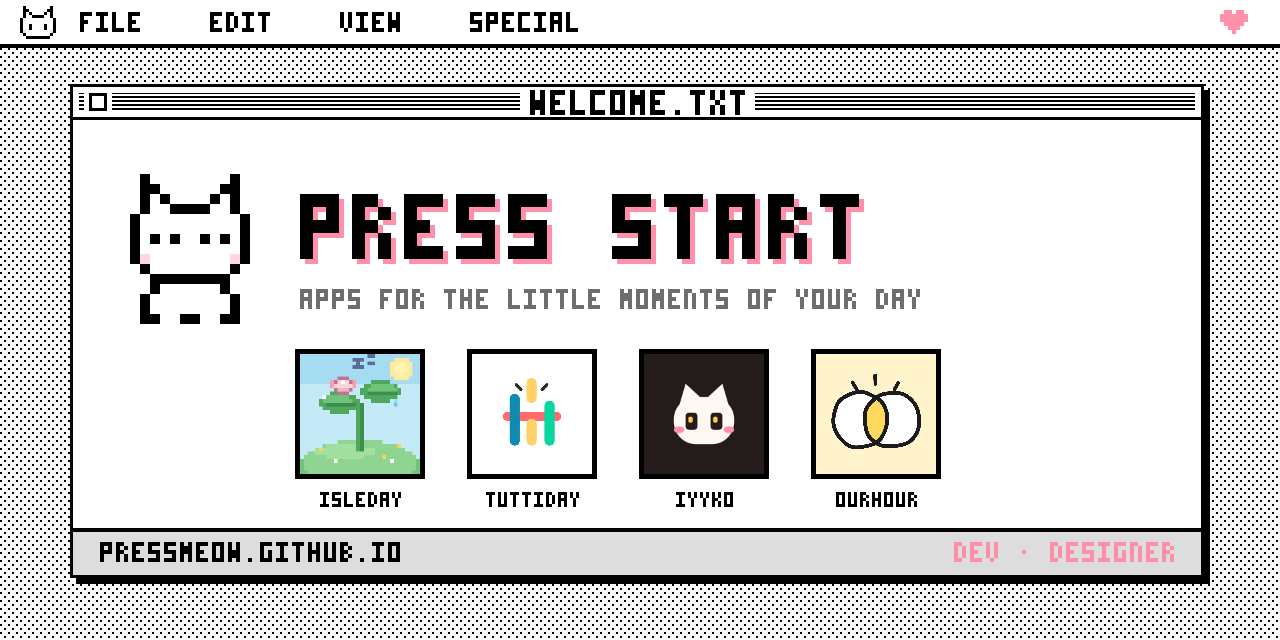 FILE EDIT VIEW SPECIAL
WELCOME.TXT
PRESS START
APPS FOR THE LITTLE MOMENTS OF YOUR DAY
ISLEDAY TUTTIDAY IYYKO OURHOUR
PRESSMEOW.GITHUB.IO DEV · DESIGNER